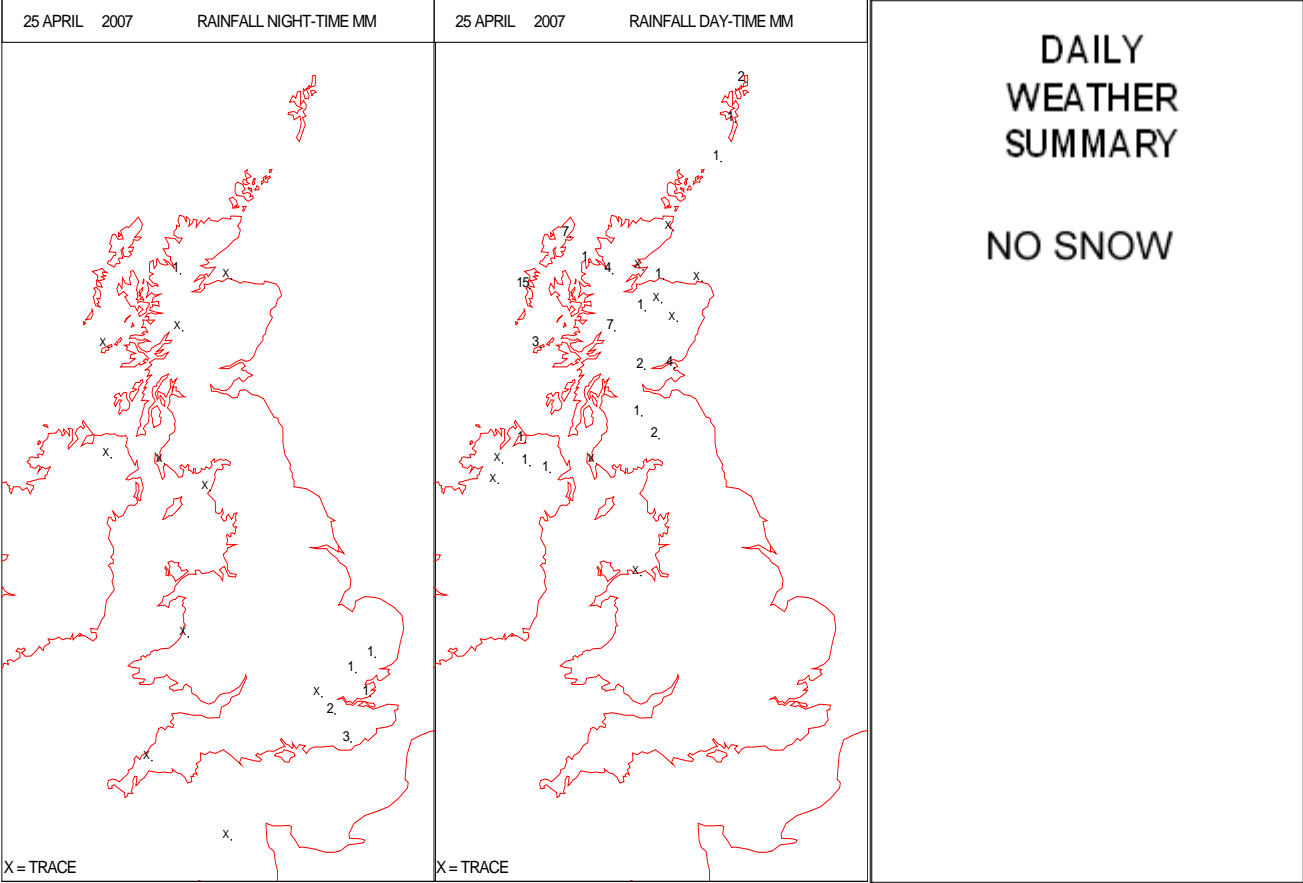 25 APRIL 2007 RAINFALL NIGHT-TIME MM
1.
X.
X.
X.
X.
X
X.
X.
1.
1.
X.
1.
2.
3.
X.
X.
X = TRACE
25 APRIL 2007 RAINFALL DAY-TIME MM
2.
1.
1.
X.
7.
1.
4.
X.
1.
X.
15.
X.
1.
X.
7.
3.
2.
4.
1.
2.
1.
X.
1.
X
1.
X.
X.
X = TRACE
DAILY
WEATHER
SUMMARY
NO SNOW